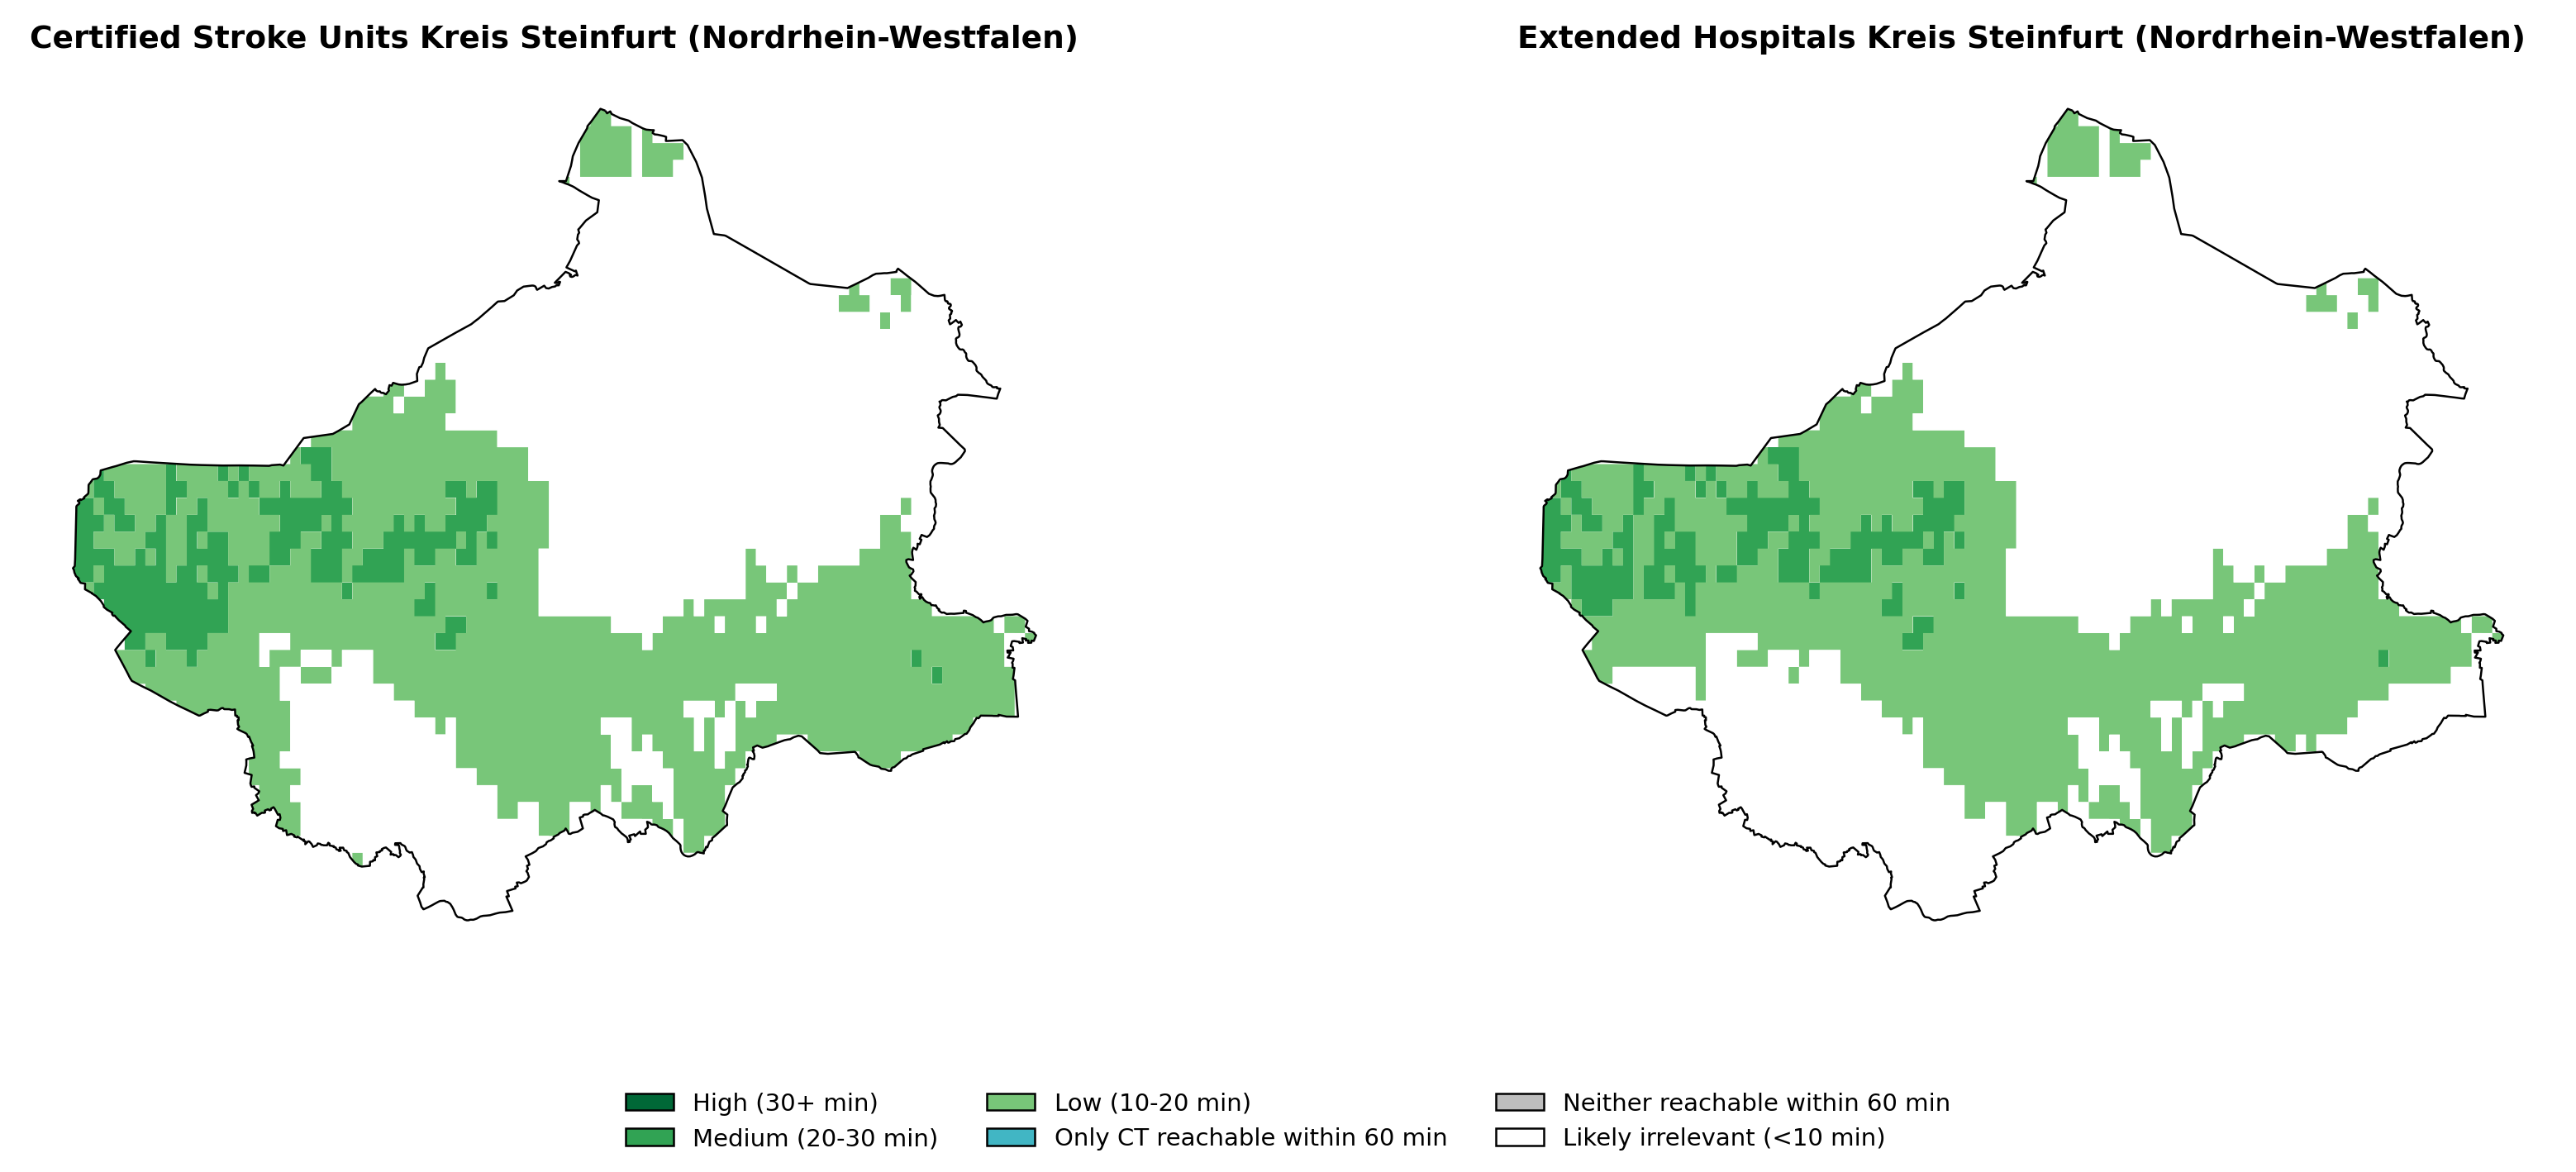 Certified Stroke Units Kreis Steinfurt (Nordrhein-Westfalen)
Extended Hospitals Kreis Steinfurt (Nordrhein-Westfalen)
High (30+ min)
Medium (20-30 min)
Low (10-20 min)
Only CT reachable within 60 min
Neither reachable within 60 min
Likely irrelevant (<10 min)